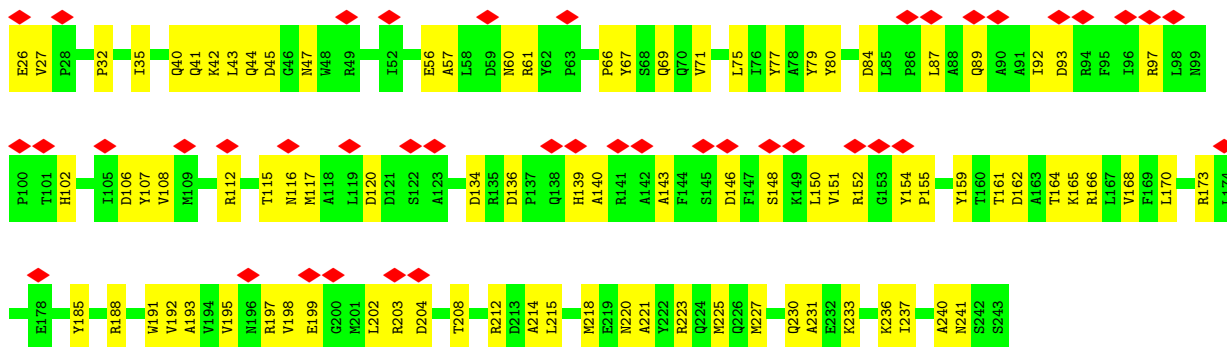 E26 V27 P28 P32 I35 Q40 Q41 K42 L43 Q44 D45 G46 N47 W48 R49 I52 E56 A57 L58 D59 N60 R61 Y62 P63 P66 Y67 S68 Q69 Q70 V71 L75 I76 Y77 A78 Y79 Y80 D84 L85 P86 L87 A88 Q89 A90 A91 I92 D93 R94 F95 I96 R97 L98 N99
P100 T101 H102 I105 D106 Y107 V108 M109 R112 T115 N116 M117 A118 L119 D120 D121 S122 A123 D134 R135 D136 P137 Q138 H139 A140 R141 A142 A143 F144 S145 D146 F147 S148 K149 L150 V151 R152 G153 Y154 P155 Y159 T160 T161 D162 A163 T164 K165 R166 L167 V168 F169 L170 R173 L174
E178 Y185 R188 W191 V192 A193 V194 V195 N196 R197 V198 E199 G200 M201 L202 R203 D204 T208 R212 D213 A214 L215 M218 E219 N220 A221 Y222 R223 Q224 M225 Q226 M227 Q230 A231 E232 K233 K236 I237 A240 N241 S242 S243